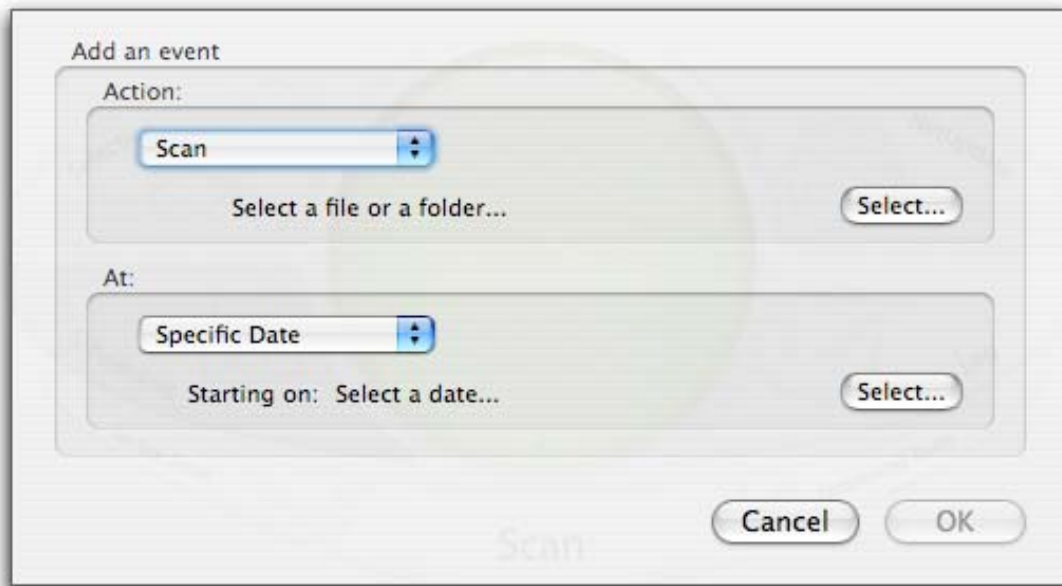 Add an event
Action:
Scan
Select a file or a folder...
Select...
At:
Specific Date
Starting on: Select a date...
Select...
Cancel
OK
Scan